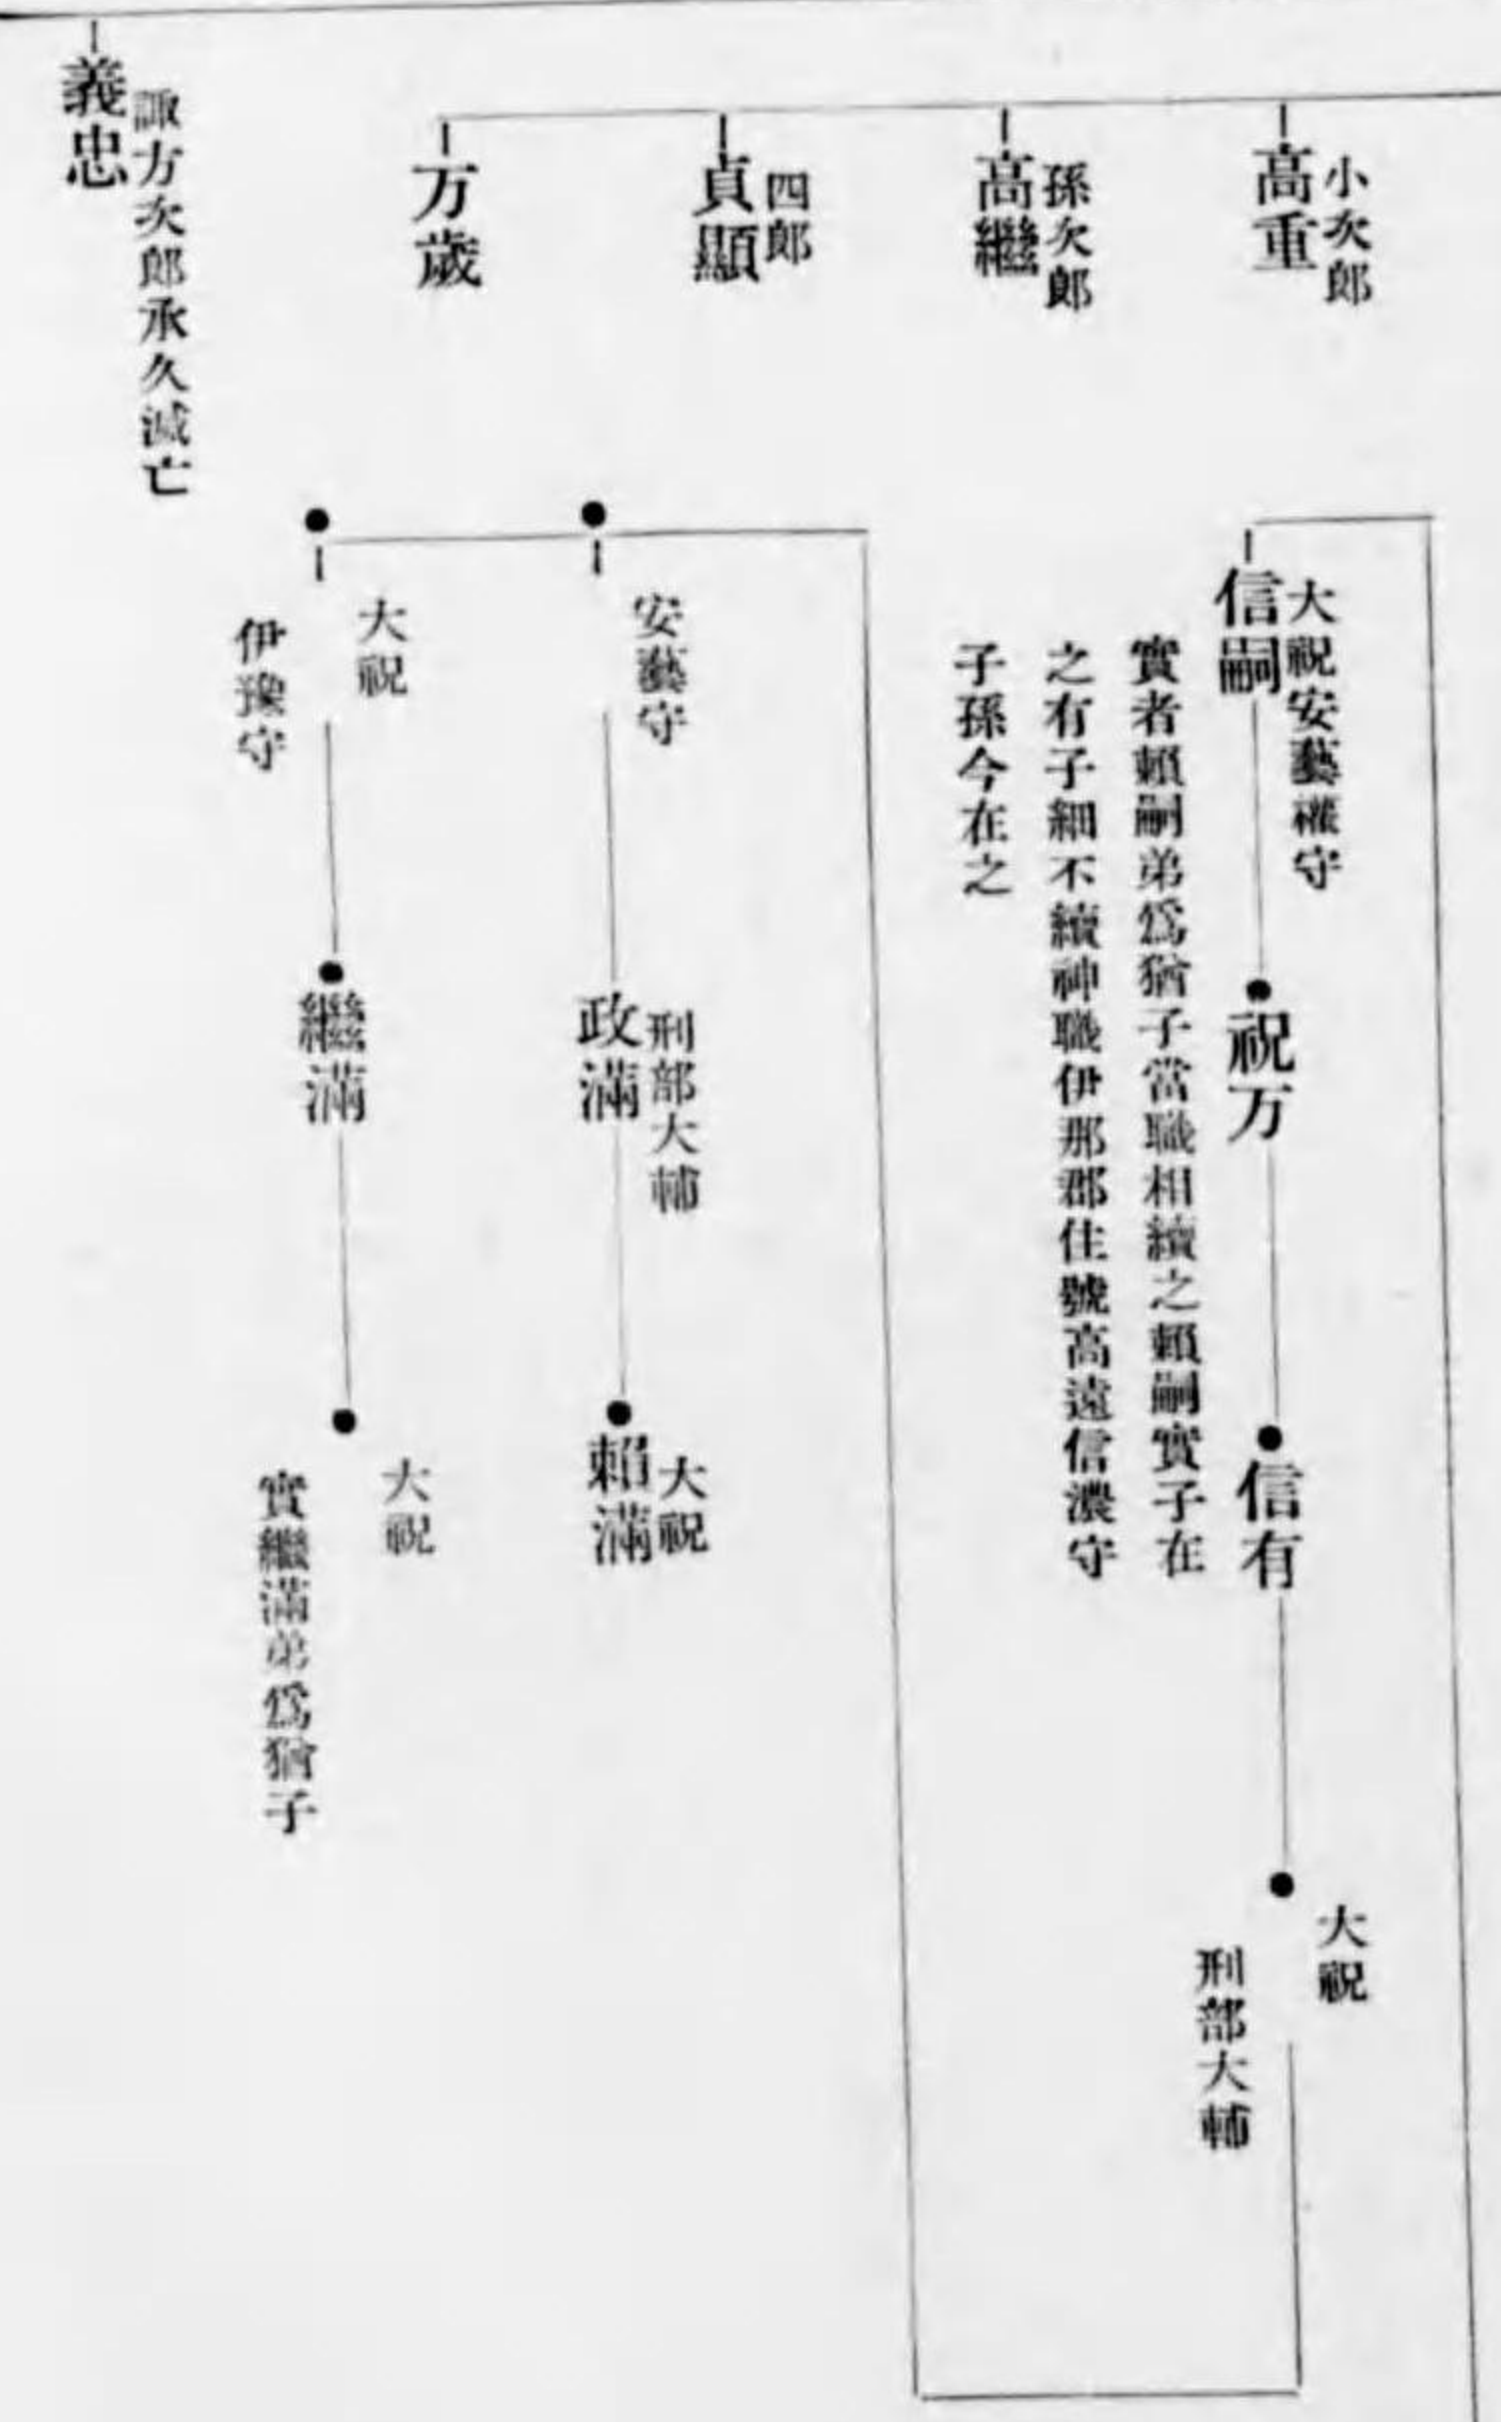 小次郎
高重
孫次郎
高繼
四郎
貞顯
万歲
諏方次郎承久滅亡
義忠
大祝安藝權守
信嗣
實者賴嗣弟爲猶子當職相續之賴嗣實子在
之有子細不續神職伊那郡住號高遠信濃守
子孫今在之
祝万
信有
大祝
刑部大輔
安藝守
刑部大輔
政滿
大祝
賴滿
大祝
伊豫守
繼滿
大祝
實繼滿弟爲猶子